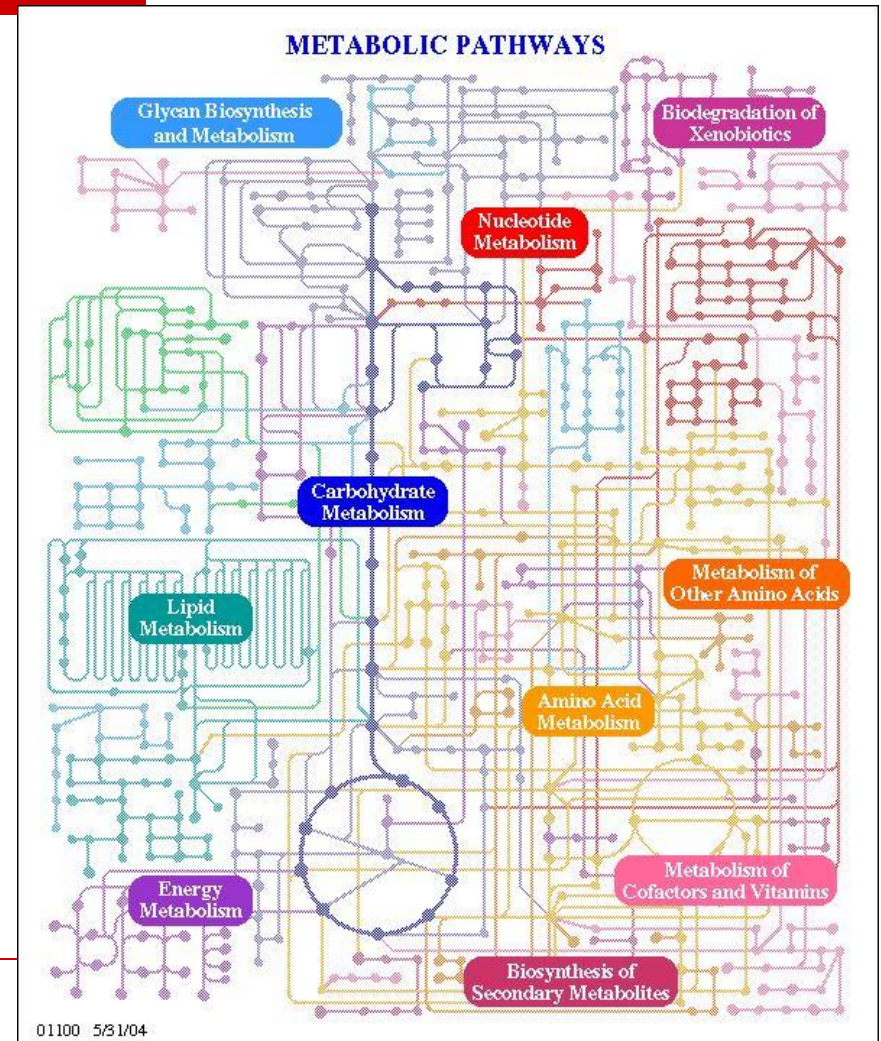 METABOLIC PATHWAYS
Glycan Biosynthesis
and Metabolism
Biodegradation of
Xenobiotics
Nucleotide
Metabolism
Carbohydrate
Metabolism
Metabolism of
Other Amino Acids
Lipid
Metabolism
Amino Acid
Metabolism
Metabolism of
Cofactors and Vitamins
Energy
Metabolism
Biosynthesis of
Secondary Metabolites
01100 5/31/04